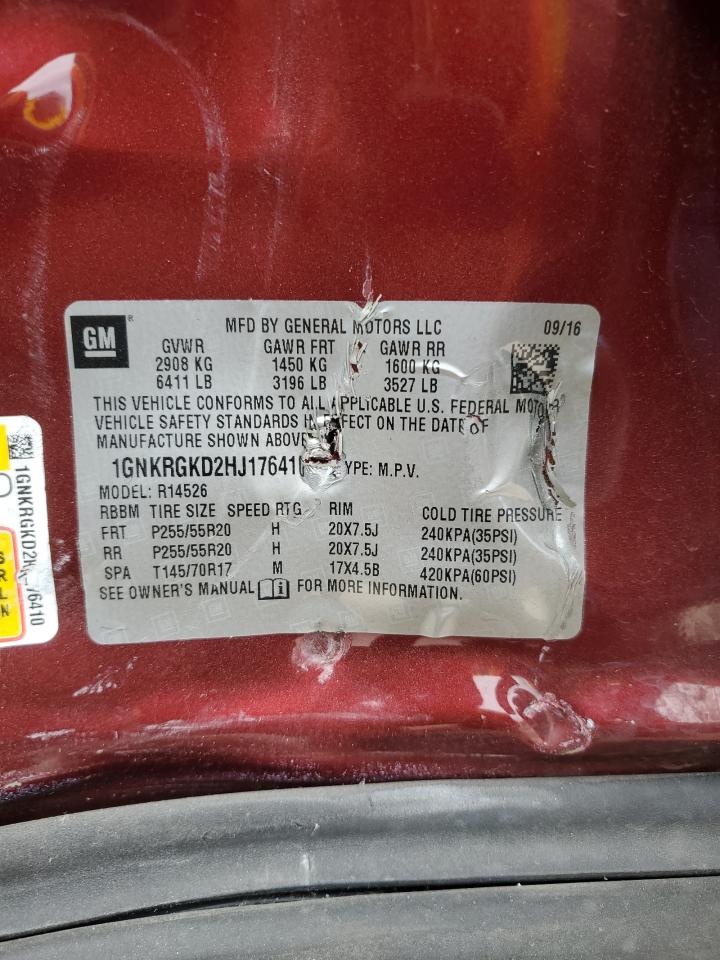 GM
MFD BY GENERAL MOTORS LLC 09/16
GVWR GAWR FRT GAWR RR
2908 KG 1450 KG 1600 KG
6411 LB 3196 LB 3527 LB
THIS VEHICLE CONFORMS TO ALL APPLICABLE U.S. FEDERAL MOTOR
VEHICLE SAFETY STANDARDS IN EFFECT ON THE DATE OF
MANUFACTURE SHOWN ABOVE
1GNKRGKD2HJ17641 TYPE: M.P.V.
MODEL: R14526
RBBM TIRE SIZE SPEED RTG RIM COLD TIRE PRESSURE
FRT P255/55R20 H 20X7.5J 240KPA(35PSI)
RR P255/55R20 H 20X7.5J 240KPA(35PSI)
SPA T145/70R17 M 17X4.5B 420KPA(60PSI)
SEE OWNER'S MANUAL FOR MORE INFORMATION.
S
R
L
N